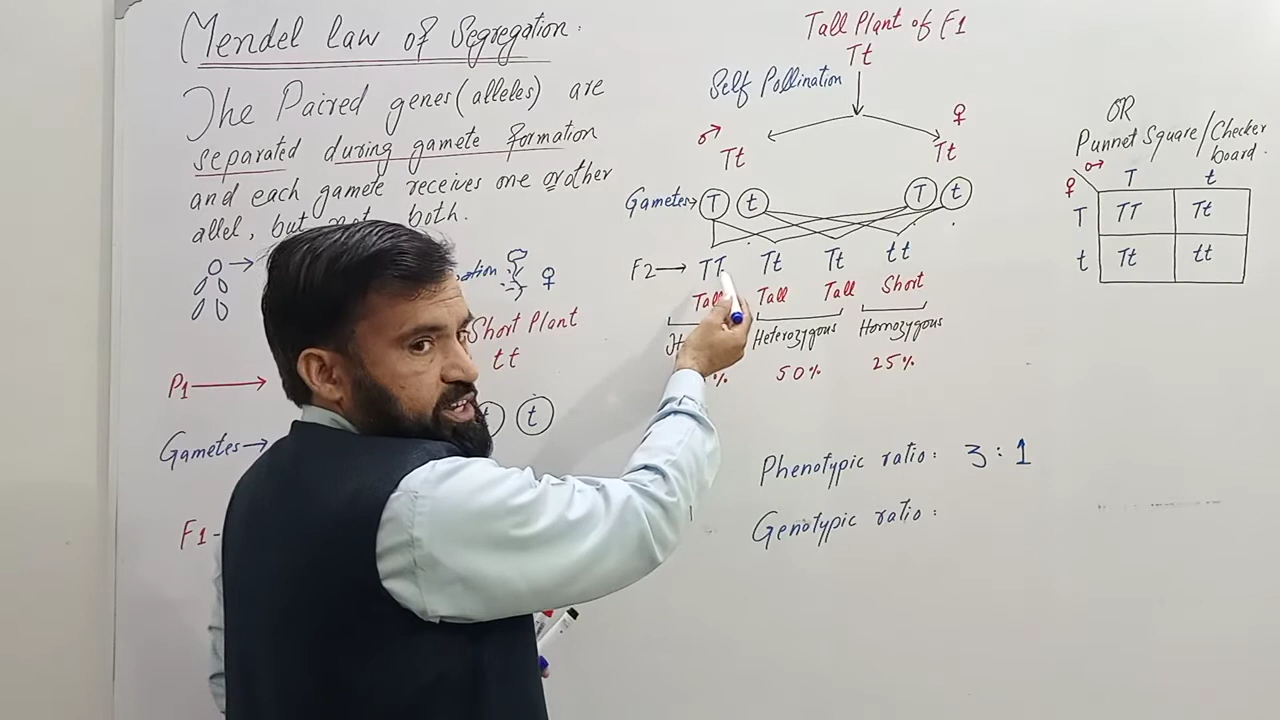 Mendel Law of Segregation.
The Paired genes (alleles) are
separated during gamete formation
and each gamete receives one or other
allel, but not both.
♀
Short Plant
tt
P1
Gametes
t t
F1
Tall Plant of F1
Tt
Self Pollination
♂ ♀
Tt Tt
Gametes T t T t
F2 TT Tt Tt tt
Tall Tall Tall Short
Heterozygous Homozygous
% 50% 25%
Phenotypic ratio: 3:1
Genotypic ratio:
OR
Punnet Square/Checker
board.
♀ ♂ T t
T TT Tt
t Tt tt